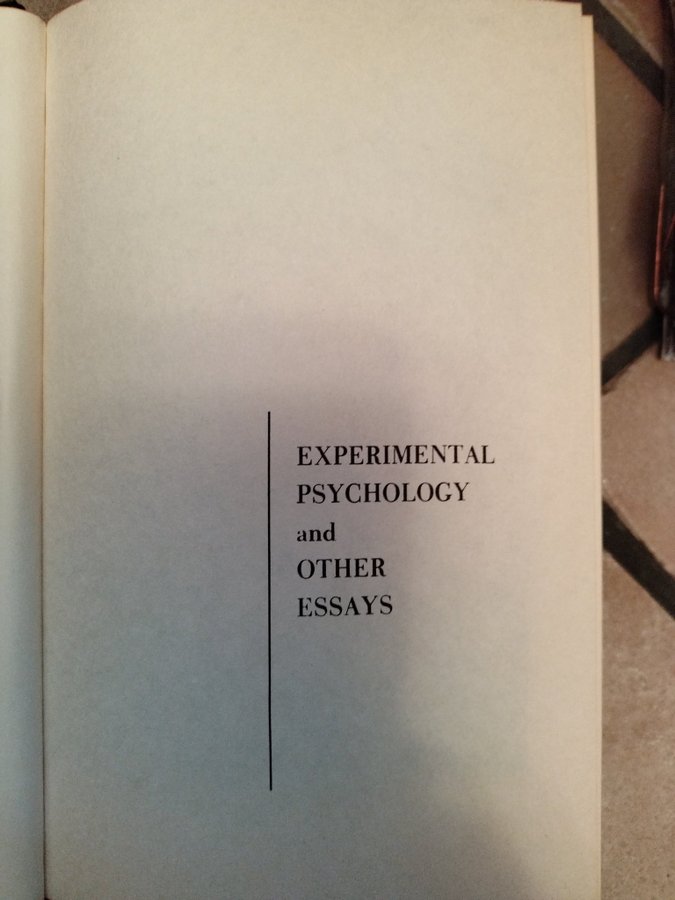 EXPERIMENTAL
PSYCHOLOGY
and
OTHER
ESSAYS